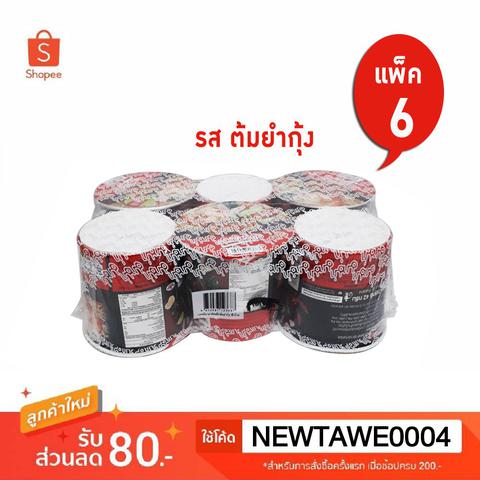 Shopee
แพ็ค
6
รส ต้มยำกุ้ง
ลูกค้าใหม่
รับ
ส่วนลด 80.-
ใช้โค้ด NEWTAWE0004
*สำหรับการสั่งซื้อครั้งแรก เมื่อช้อปครบ 200.-